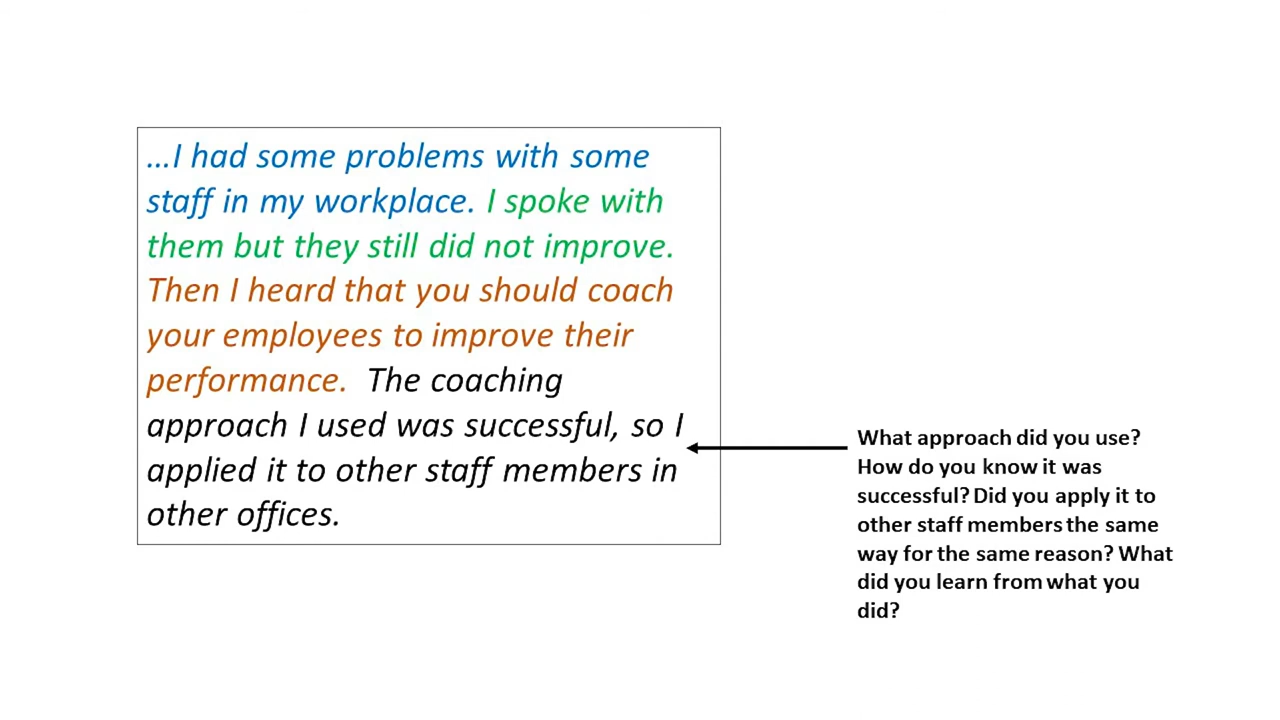 …I had some problems with some
staff in my workplace. I spoke with
them but they still did not improve.
Then I heard that you should coach
your employees to improve their
performance.  The coaching
approach I used was successful, so I
applied it to other staff members in
other offices.
What approach did you use?
How do you know it was
successful? Did you apply it to
other staff members the same
way for the same reason? What
did you learn from what you
did?